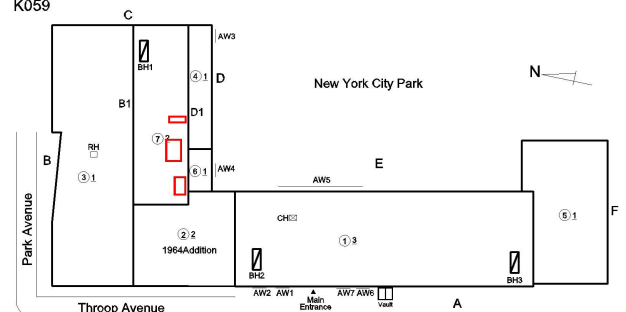 K059
C
AW3
BH1
④ 1
D
New York City Park
N
B1
D1
⑦ 2
RH
B
③ 1
⑥ 1
AW4
E
AW5
⑤ 1
F
Park Avenue
② 2
1964Addition
CH
① 3
BH2
BH3
AW2
AW1
Main
Entrance
AW7
AW6
Vault
A
Throop Avenue